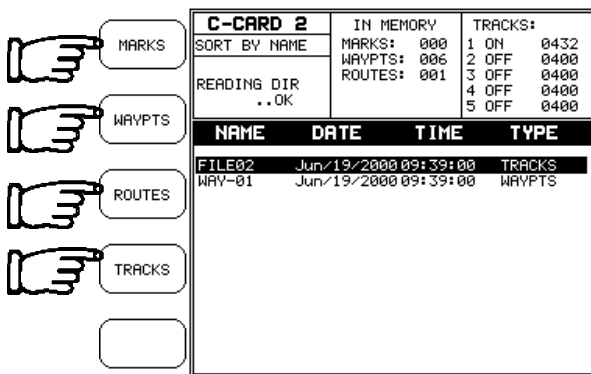 MARKS
WAYPTS
ROUTES
TRACKS
C-CARD 2
SORT BY NAME
READING DIR
..OK
IN MEMORY
MARKS: 000
WAYPTS: 006
ROUTES: 001
TRACKS:
1 ON 0432
2 OFF 0400
3 OFF 0400
4 OFF 0400
5 OFF 0400
NAME DATE TIME TYPE
FILE02 Jun/19/2000 09:39:00 TRACKS
WAY-01 Jun/19/2000 09:39:00 WAYPTS